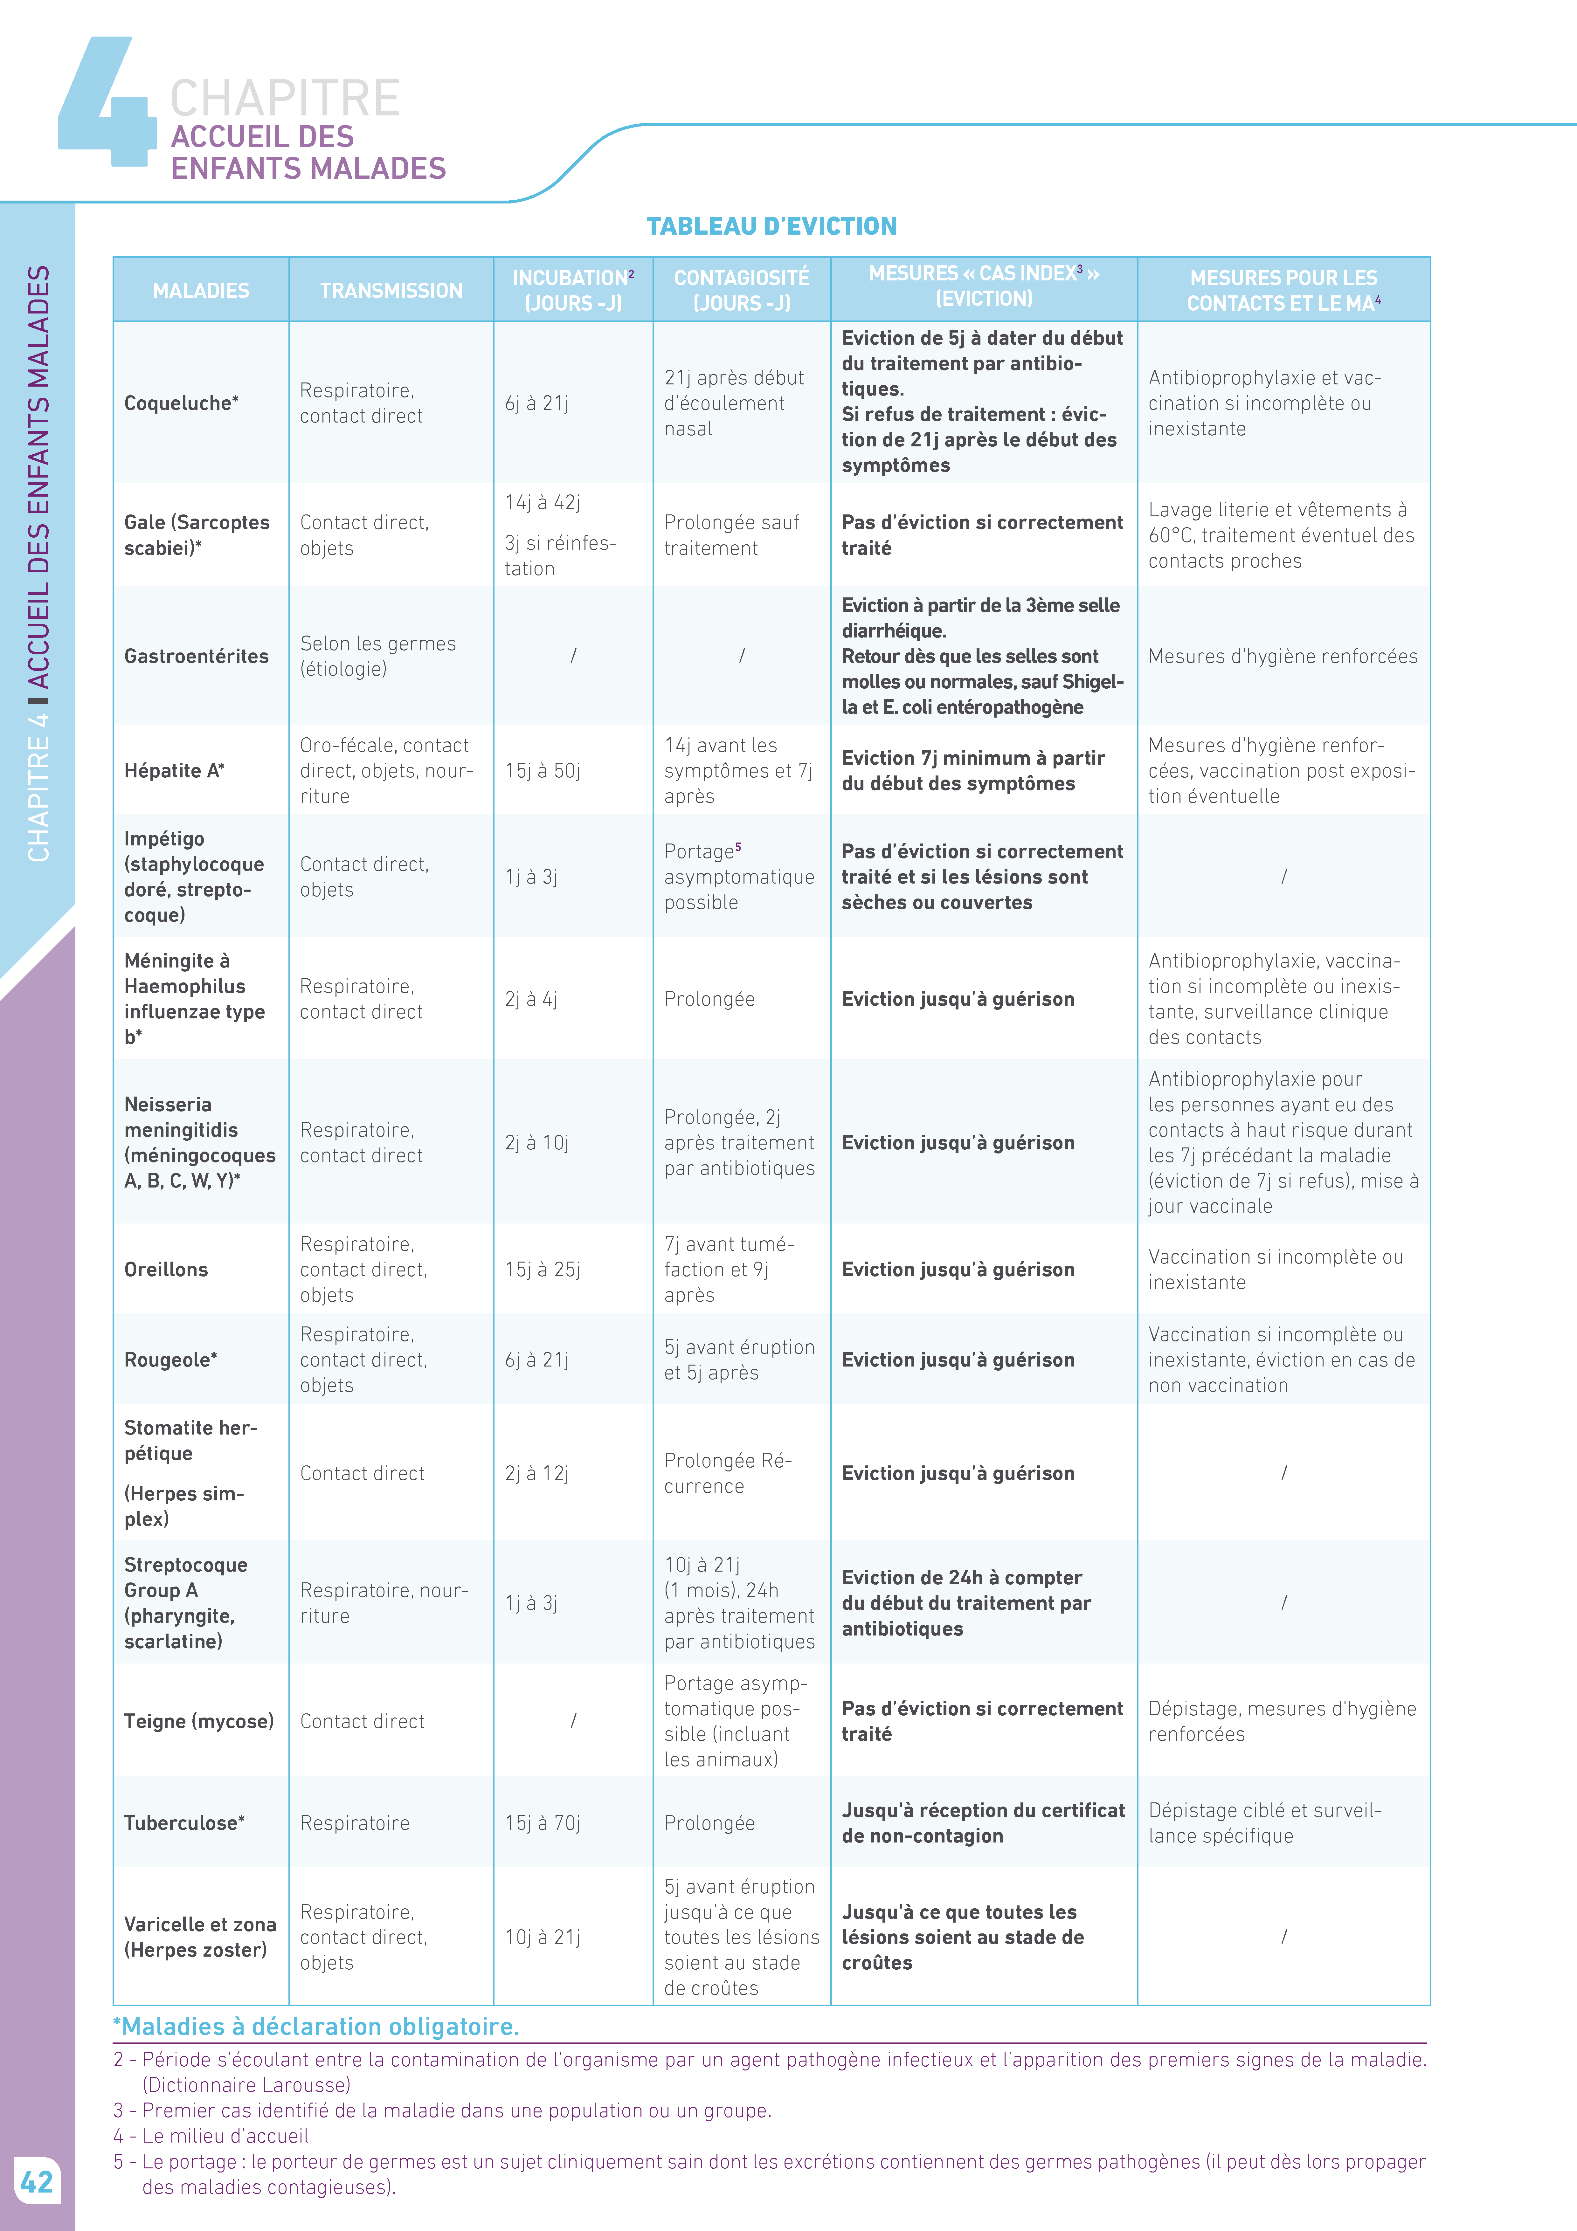 4
CHAPITRE
ACCUEIL DES
ENFANTS MALADES
CHAPITRE 4 ACCUEIL DES ENFANTS MALADES
TABLEAU D'EVICTION
MALADIES
TRANSMISSION
INCUBATION²
(JOURS -J)
CONTAGIOSITÉ
(JOURS -J)
MESURES « CAS INDEX³ »
(EVICTION)
MESURES POUR LES
CONTACTS ET LE MA⁴
Coqueluche*
Respiratoire,
contact direct
6j à 21j
21j après début
d'écoulement
nasal
Eviction de 5j à dater du début
du traitement par antibio-
tiques.
Si refus de traitement : évic-
tion de 21j après le début des
symptômes
Antibioprophylaxie et vac-
cination si incomplète ou
inexistante
Gale (Sarcoptes
scabiei)*
Contact direct,
objets
14j à 42j
3j si réinfes-
tation
Prolongée sauf
traitement
Pas d'éviction si correctement
traité
Lavage literie et vêtements à
60°C, traitement éventuel des
contacts proches
Gastroentérites
Selon les germes
(étiologie)
/
/
Eviction à partir de la 3ème selle
diarrhéique.
Retour dès que les selles sont
molles ou normales, sauf Shigel-
la et E. coli entéropathogène
Mesures d'hygiène renforcées
Hépatite A*
Oro-fécale, contact
direct, objets, nour-
riture
15j à 50j
14j avant les
symptômes et 7j
après
Eviction 7j minimum à partir
du début des symptômes
Mesures d'hygiène renfor-
cées, vaccination post exposi-
tion éventuelle
Impétigo
(staphylocoque
doré, strepto-
coque)
Contact direct,
objets
1j à 3j
Portage⁵
asymptomatique
possible
Pas d'éviction si correctement
traité et si les lésions sont
sèches ou couvertes
/
Méningite à
Haemophilus
influenzae type
b*
Respiratoire,
contact direct
2j à 4j
Prolongée
Eviction jusqu'à guérison
Antibioprophylaxie, vaccina-
tion si incomplète ou inexis-
tante, surveillance clinique
des contacts
Neisseria
meningitidis
(méningocoques
A, B, C, W, Y)*
Respiratoire,
contact direct
2j à 10j
Prolongée, 2j
après traitement
par antibiotiques
Eviction jusqu'à guérison
Antibioprophylaxie pour
les personnes ayant eu des
contacts à haut risque durant
les 7j précédant la maladie
(éviction de 7j si refus), mise à
jour vaccinale
Oreillons
Respiratoire,
contact direct,
objets
15j à 25j
7j avant tumé-
faction et 9j
après
Eviction jusqu'à guérison
Vaccination si incomplète ou
inexistante
Rougeole*
Respiratoire,
contact direct,
objets
6j à 21j
5j avant éruption
et 5j après
Eviction jusqu'à guérison
Vaccination si incomplète ou
inexistante, éviction en cas de
non vaccination
Stomatite her-
pétique
(Herpes sim-
plex)
Contact direct
2j à 12j
Prolongée Ré-
currence
Eviction jusqu'à guérison
/
Streptocoque
Group A
(pharyngite,
scarlatine)
Respiratoire, nour-
riture
1j à 3j
10j à 21j
(1 mois), 24h
après traitement
par antibiotiques
Eviction de 24h à compter
du début du traitement par
antibiotiques
/
Teigne (mycose)
Contact direct
/
Portage asymp-
tomatique pos-
sible (incluant
les animaux)
Pas d'éviction si correctement
traité
Dépistage, mesures d'hygiène
renforcées
Tuberculose*
Respiratoire
15j à 70j
Prolongée
Jusqu'à réception du certificat
de non-contagion
Dépistage ciblé et surveil-
lance spécifique
Varicelle et zona
(Herpes zoster)
Respiratoire,
contact direct,
objets
10j à 21j
5j avant éruption
jusqu'à ce que
toutes les lésions
soient au stade
de croûtes
Jusqu'à ce que toutes les
lésions soient au stade de
croûtes
/
*Maladies à déclaration obligatoire.
2 - Période s'écoulant entre la contamination de l'organisme par un agent pathogène infectieux et l'apparition des premiers signes de la maladie.
(Dictionnaire Larousse)
3 - Premier cas identifié de la maladie dans une population ou un groupe.
4 - Le milieu d'accueil
5 - Le portage : le porteur de germes est un sujet cliniquement sain dont les excrétions contiennent des germes pathogènes (il peut dès lors propager
des maladies contagieuses).
42